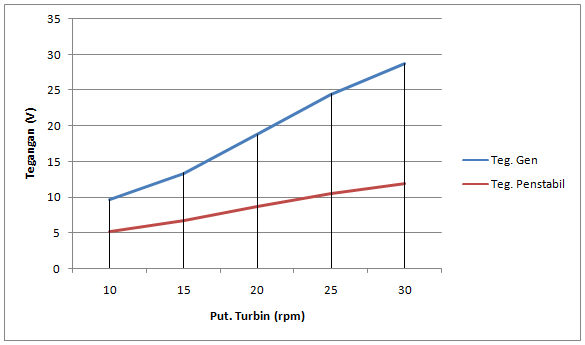 35
30
25
20
15
10
5
0
Tegangan (V)
10 15 20 25 30
Put. Turbin (rpm)
Teg. Gen
Teg. Penstabil